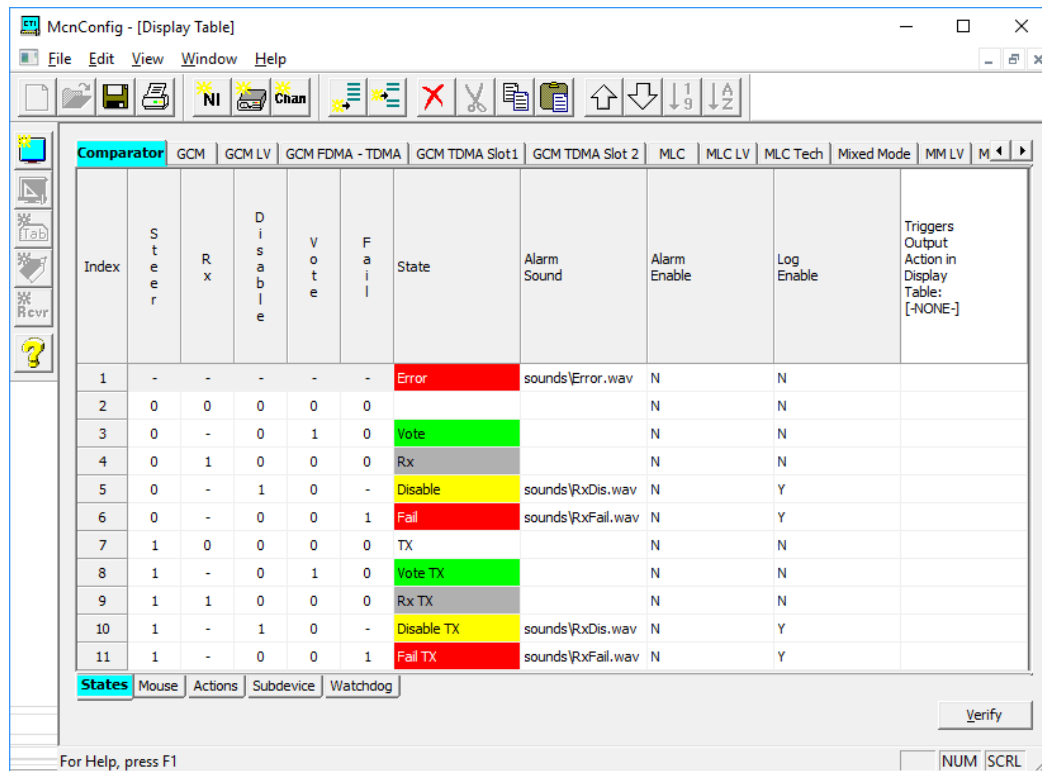 CTI McnConfig - [Display Table]
File Edit View Window Help
NI Chan 1 9 A Z
Comparator GCM GCM LV GCM FDMA - TDMA GCM TDMA Slot1 GCM TDMA Slot 2 MLC MLC LV MLC Tech Mixed Mode MM LV M
Tab
Rcvr
Index Steer Rx Disable Vote Fail State Alarm Sound Alarm Enable Log Enable Triggers Output Action in Display Table: [-NONE-]
1 - - - - - Error sounds\Error.wav N N
2 0 0 0 0 0 N N
3 0 - 0 1 0 Vote N N
4 0 1 0 0 0 Rx N N
5 0 - 1 0 - Disable sounds\RxDis.wav N Y
6 0 - 0 0 1 Fail sounds\RxFail.wav N Y
7 1 0 0 0 0 TX N N
8 1 - 0 1 0 Vote TX N N
9 1 1 0 0 0 Rx TX N N
10 1 - 1 0 - Disable TX sounds\RxDis.wav N Y
11 1 - 0 0 1 Fail TX sounds\RxFail.wav N Y
States Mouse Actions Subdevice Watchdog
Verify
For Help, press F1 NUM SCRL